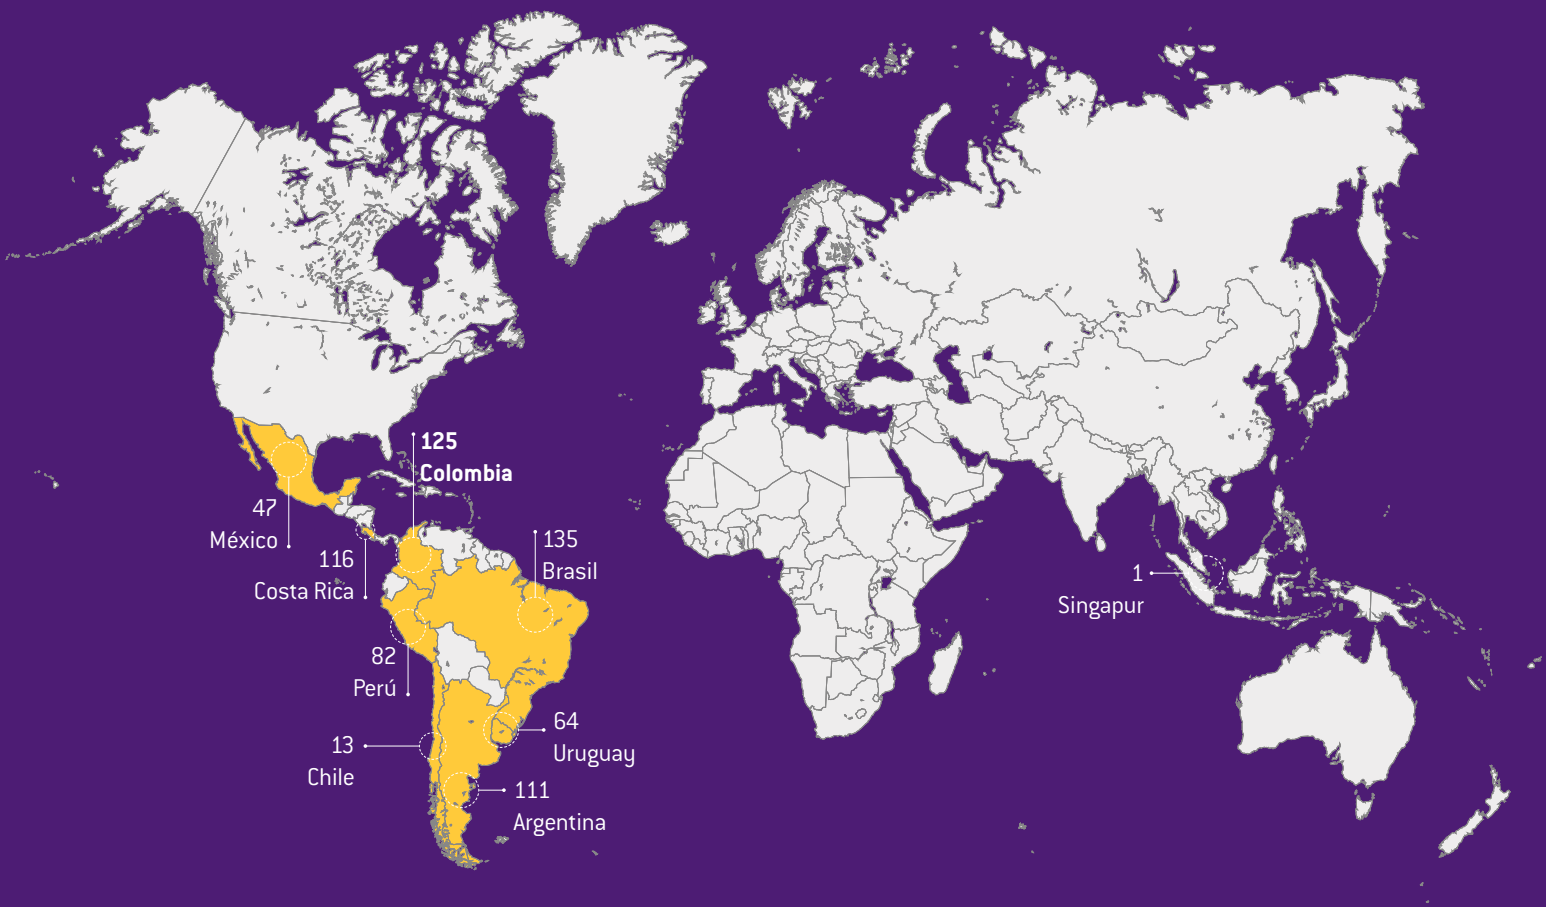 125
Colombia
47
México
116
Costa Rica
135
Brasil
1
Singapur
82
Perú
64
Uruguay
13
Chile
111
Argentina